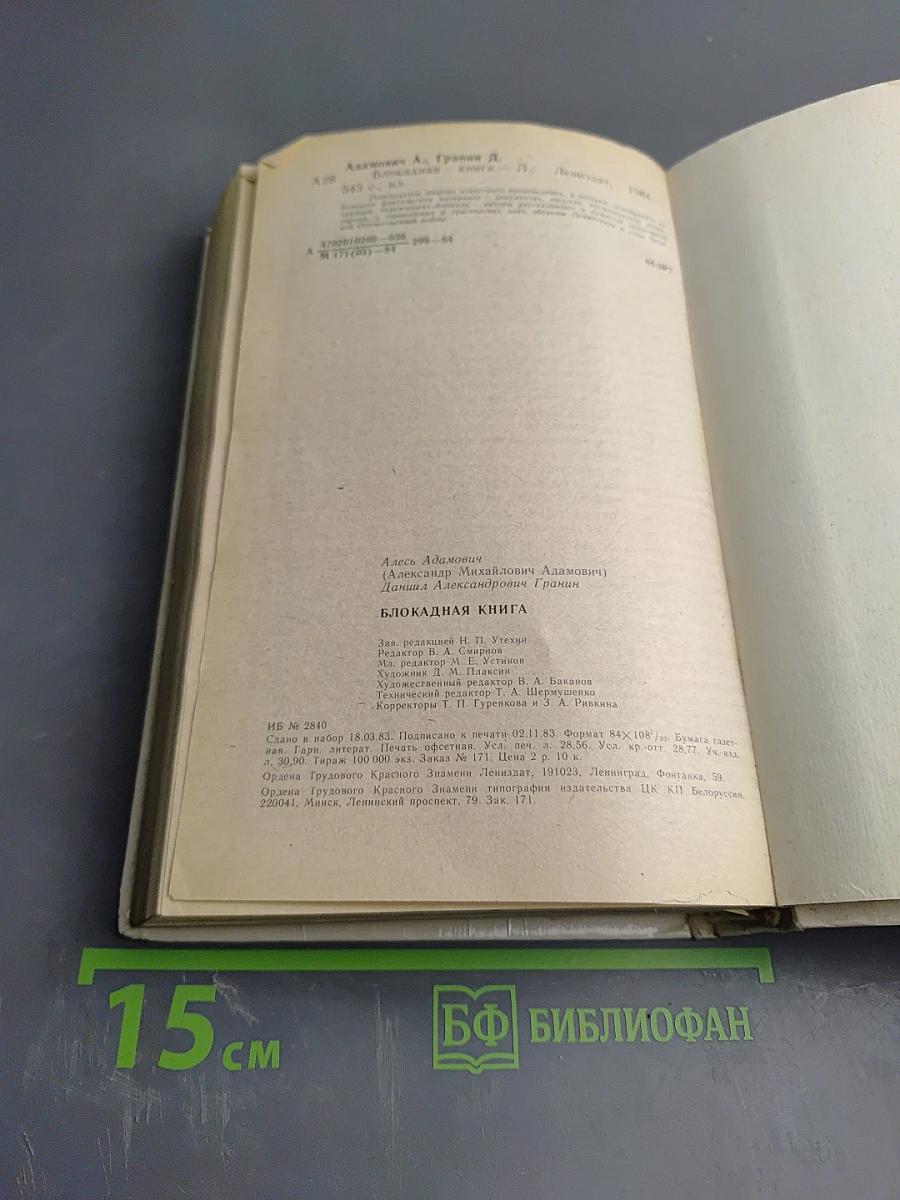 Адамович А., Гранин Д.
А28 Блокадная книга.— Л.: Лениздат, 1984.
543 с., ил.
А 4702010200—036 209—84
М 171(03)—84
Алесь Адамович
(Александр Михайлович Адамович)
Даниил Александрович Гранин
БЛОКАДНАЯ КНИГА
Зав. редакцией Н. П. Утехин
Редактор В. А. Смирнов
Мл. редактор М. Е. Устинов
Художник Д. М. Плаксин
Художественный редактор В. А. Баканов
Технический редактор Т. А. Шермушенко
Корректоры Т. П. Гуренкова и З. А. Ривкина
ИБ № 2840
Сдано в набор 18.03.83. Подписано к печати 02.11.83. Формат 84×108¹/₃₂. Бумага газет-
ная. Гарн. литерат. Печать офсетная. Усл. печ. л. 28,56. Усл. кр.-отт. 28,77. Уч.-изд.
л. 30,90. Тираж 100 000 экз. Заказ № 171. Цена 2 р. 10 к.
Ордена Трудового Красного Знамени Лениздат, 191023, Ленинград, Фонтанка, 59.
Ордена Трудового Красного Знамени типография издательства ЦК КП Белоруссии.
220041, Минск, Ленинский проспект, 79. Зак. 171.
15 см
БФ БИБЛИОФАН